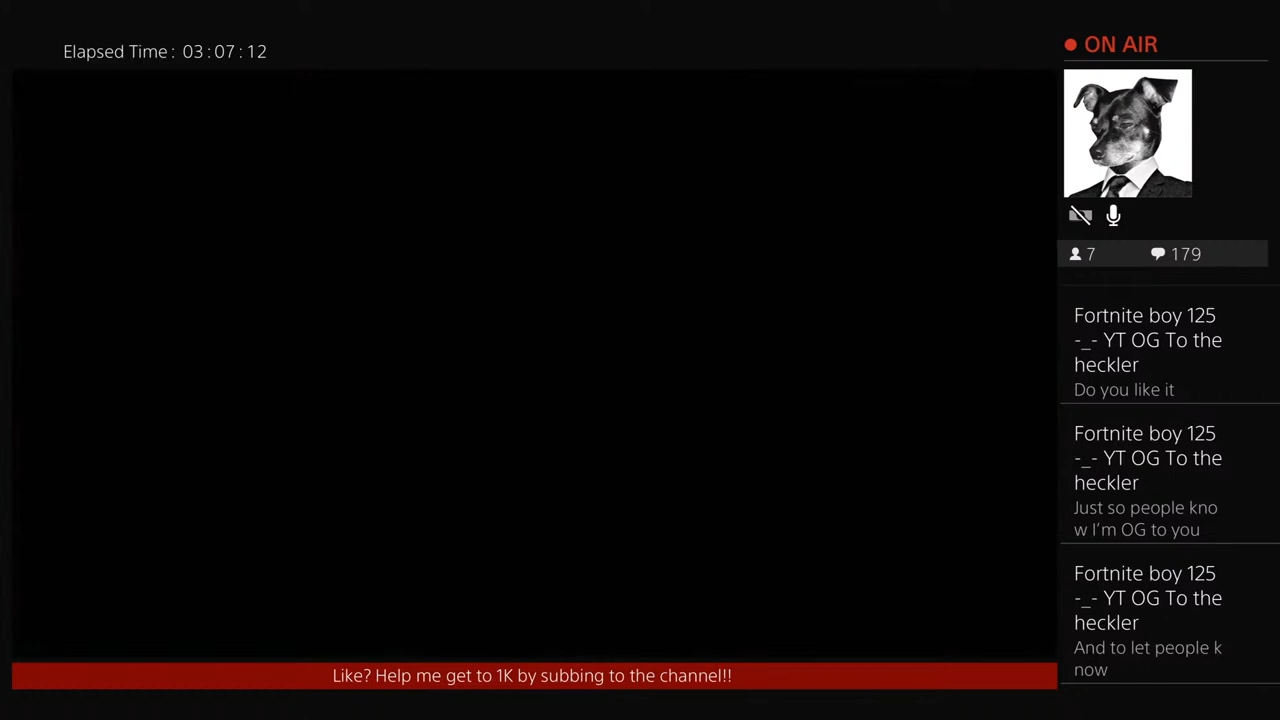 Elapsed Time: 03:07:12
ON AIR
7 179
Fortnite boy 125
-_- YT OG To the
heckler
Do you like it
Fortnite boy 125
-_- YT OG To the
heckler
Just so people kno
w I'm OG to you
Fortnite boy 125
-_- YT OG To the
heckler
And to let people k
now
Like? Help me get to 1K by subbing to the channel!!